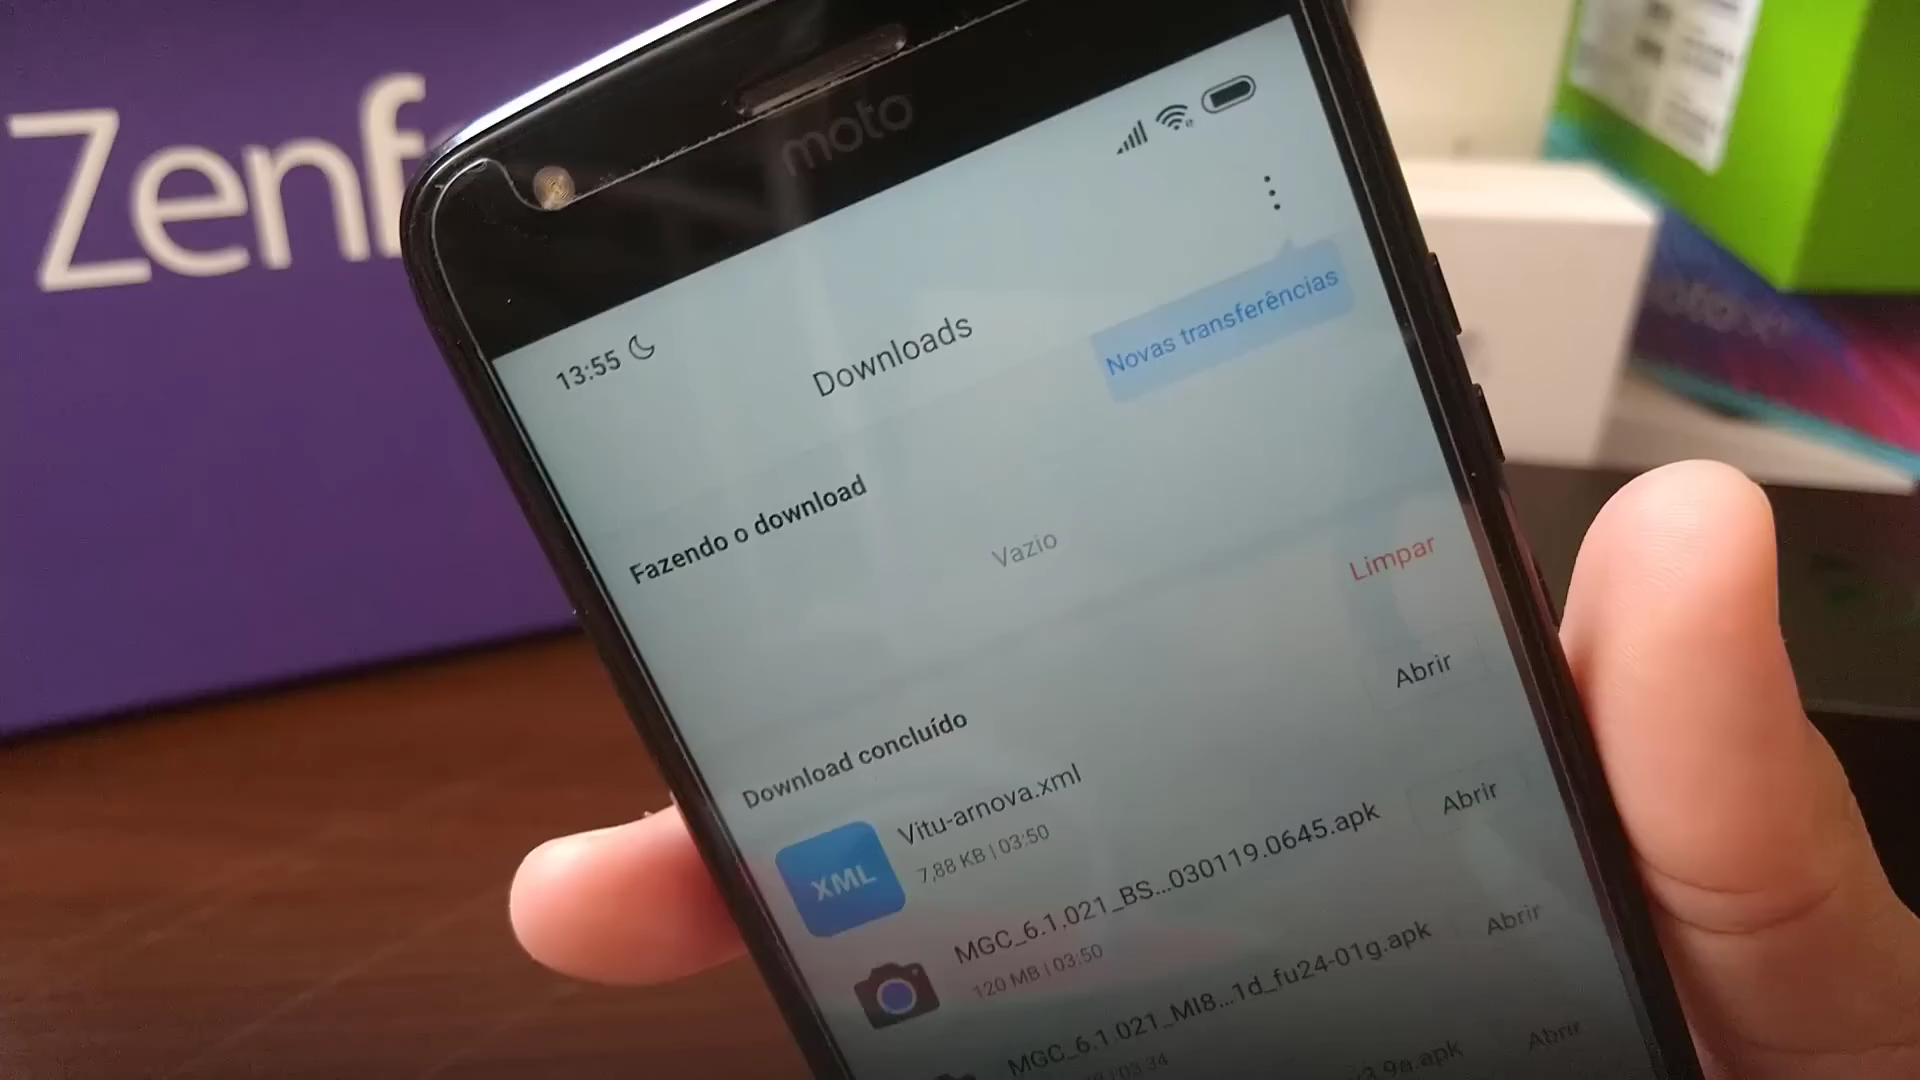 Zenf
moto
13:55
Downloads
Novas transferências
Fazendo o download
Vazio
Limpar
Download concluído
Abrir
Vitu-arnova.xml
7,88 KB | 03:50
XML
Abrir
MGC_6.1.021_BS...030119.0645.apk
120 MB | 03:50
Abrir
MGC_6.1.021_MI8...1d_fu24-01g.apk
03:34
Abrir